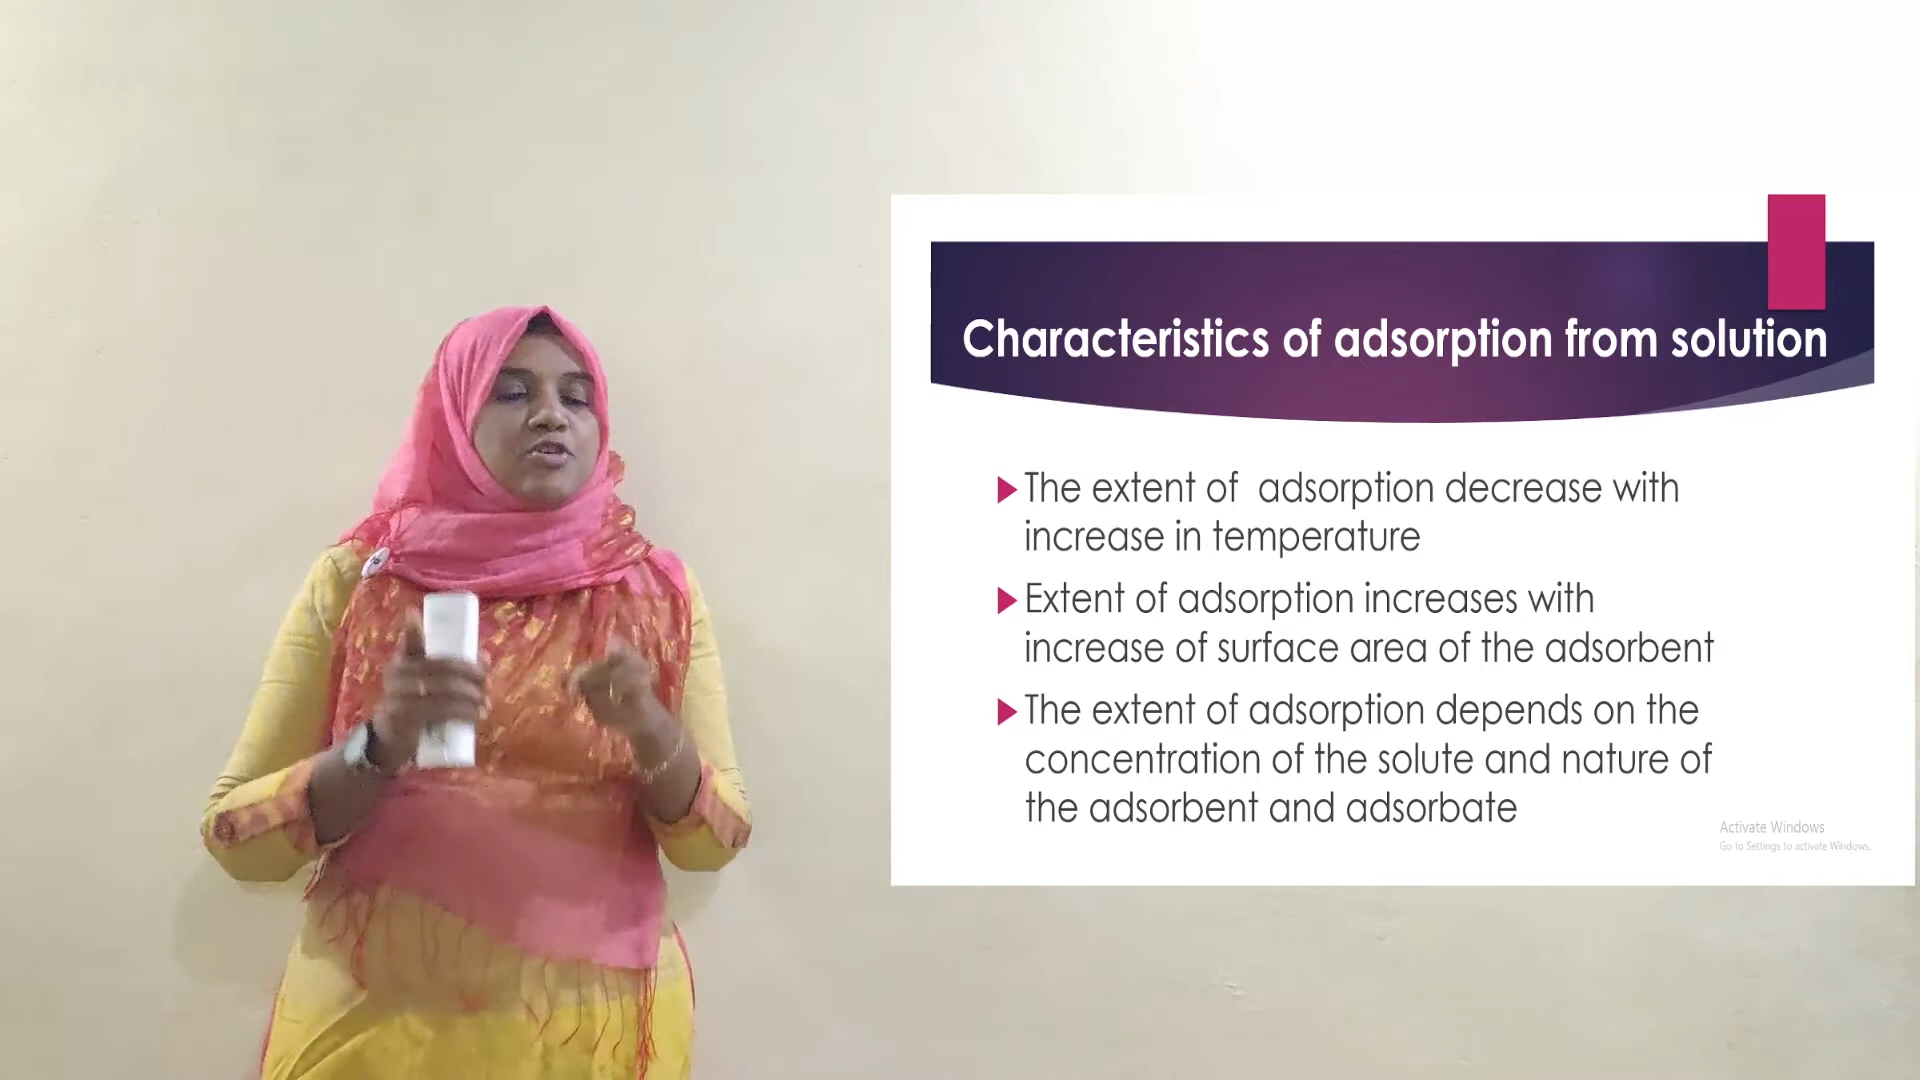 Characteristics of adsorption from solution
The extent of adsorption decrease with
increase in temperature
Extent of adsorption increases with
increase of surface area of the adsorbent
The extent of adsorption depends on the
concentration of the solute and nature of
the adsorbent and adsorbate
Activate Windows
Go to Settings to activate Windows.